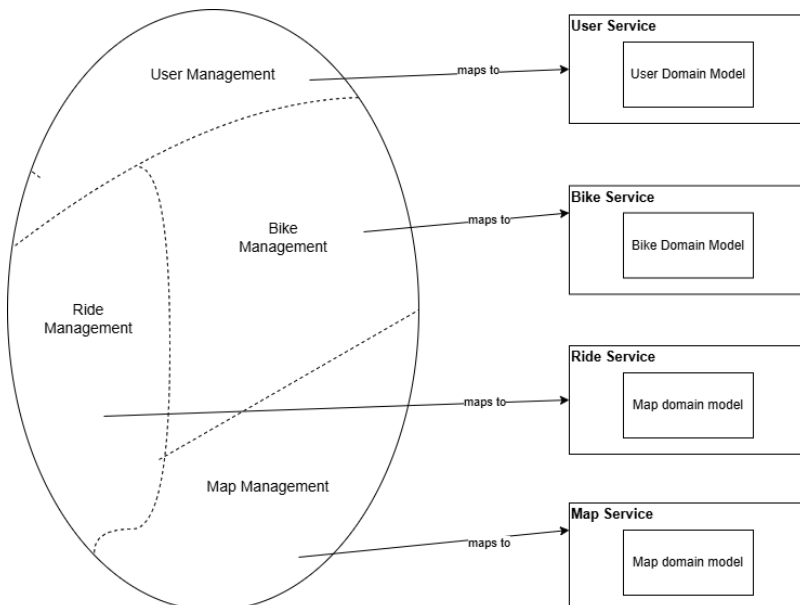 User Management
maps to
User Service
User Domain Model
Bike
Management
maps to
Bike Service
Bike Domain Model
Ride
Management
maps to
Ride Service
Map domain model
Map Management
maps to
Map Service
Map domain model